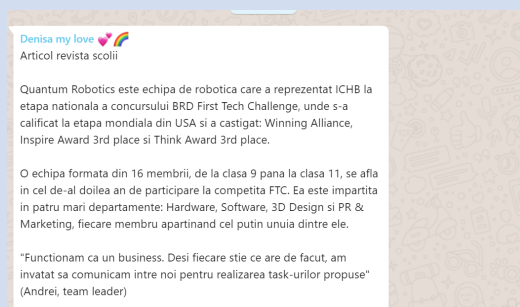 Denisa my love 💕🌈
Articol revista scolii
Quantum Robotics este echipa de robotica care a reprezentat ICHB la
etapa nationala a concursului BRD First Tech Challenge, unde s-a
calificat la etapa mondiala din USA si a castigat: Winning Alliance,
Inspire Award 3rd place si Think Award 3rd place.
O echipa formata din 16 membrii, de la clasa 9 pana la clasa 11, se afla
in cel de-al doilea an de participare la competita FTC. Ea este impartita
in patru mari departamente: Hardware, Software, 3D Design si PR &
Marketing, fiecare membru apartinand cel putin unuia dintre ele.
"Functionam ca un business. Desi fiecare stie ce are de facut, am
invatat sa comunicam intre noi pentru realizarea task-urilor propuse"
(Andrei, team leader)